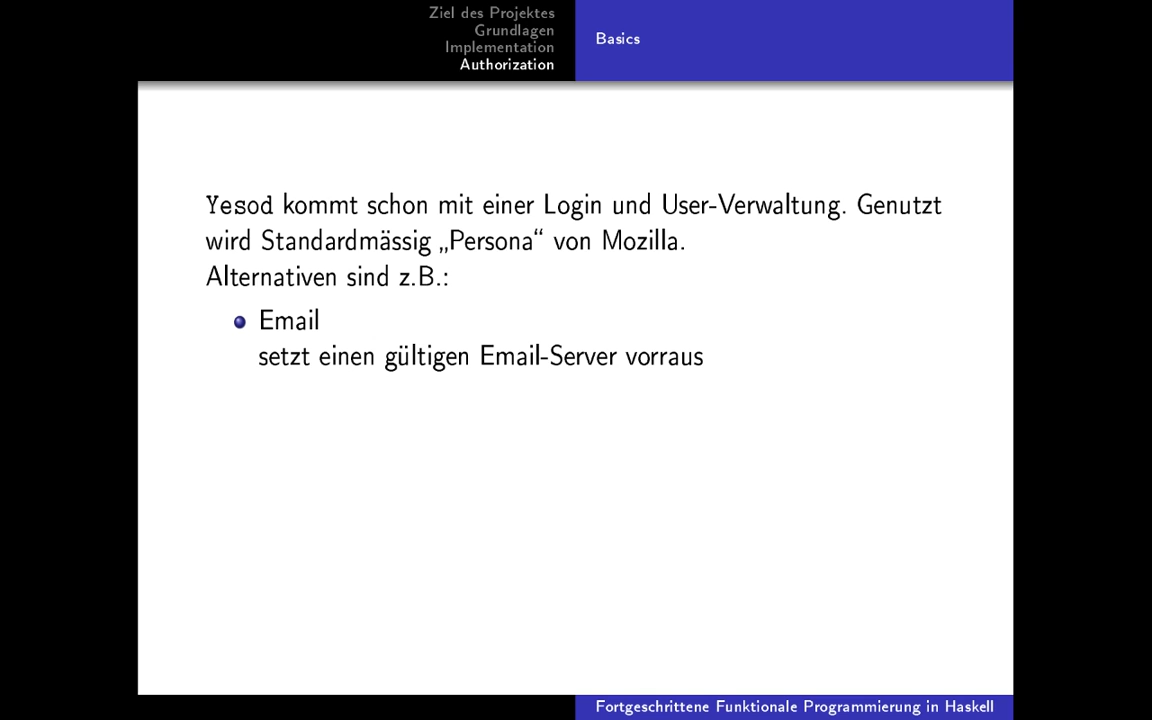 Ziel des Projektes
Grundlagen
Implementation
Authorization
Basics
Yesod kommt schon mit einer Login und User-Verwaltung. Genutzt
wird Standardmässig „Persona“ von Mozilla.
Alternativen sind z.B.:
Email
setzt einen gültigen Email-Server vorraus
Fortgeschrittene Funktionale Programmierung in Haskell